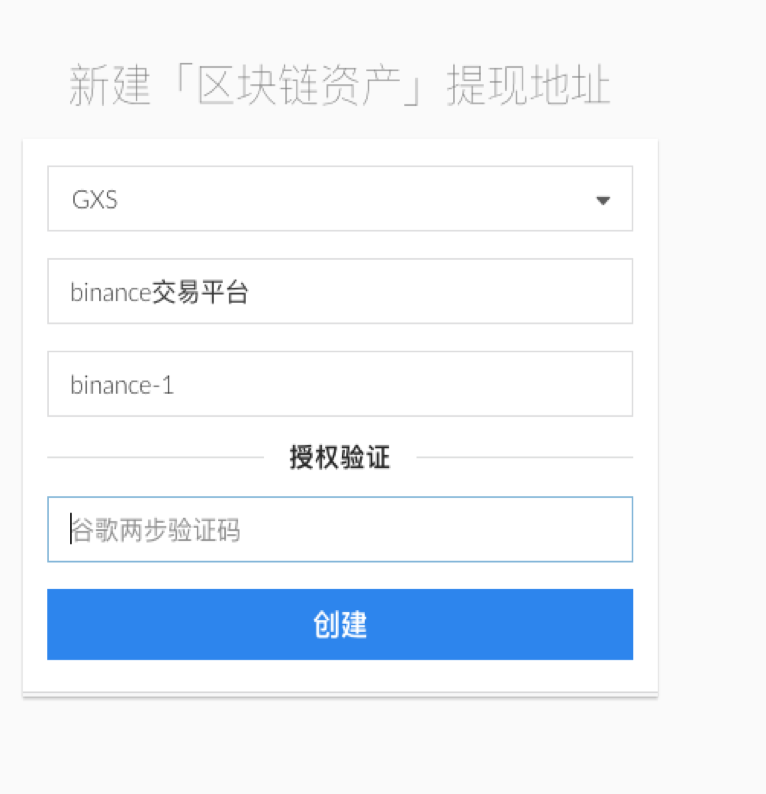 新建「区块链资产」提现地址
GXS
binance交易平台
binance-1
授权验证
谷歌两步验证码
创建